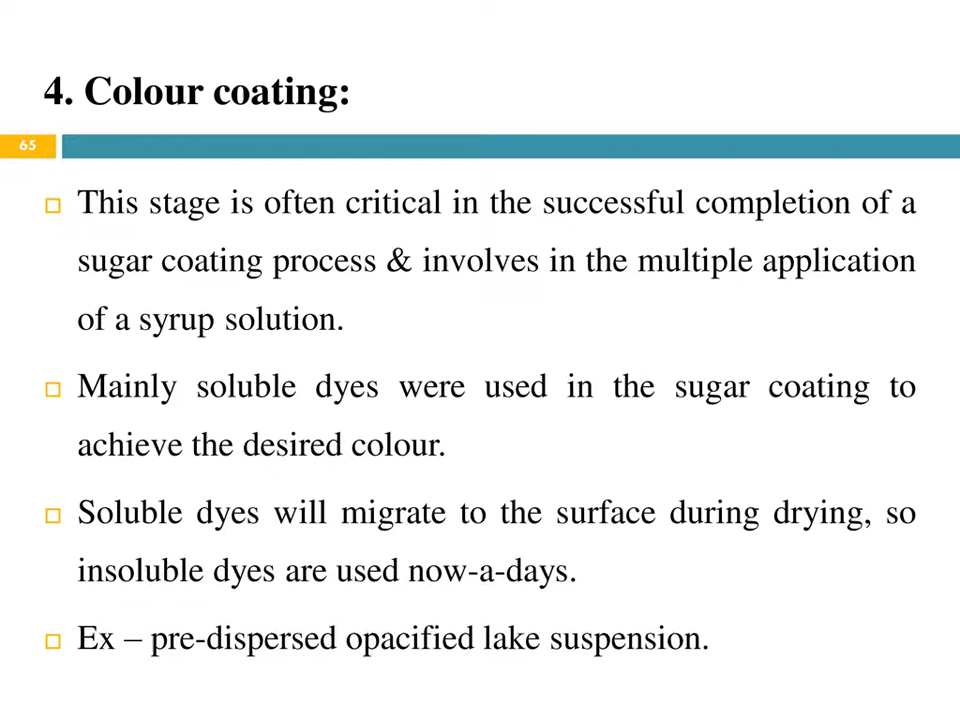 4. Colour coating:
65
This stage is often critical in the successful completion of a
sugar coating process & involves in the multiple application
of a syrup solution.
Mainly soluble dyes were used in the sugar coating to
achieve the desired colour.
Soluble dyes will migrate to the surface during drying, so
insoluble dyes are used now-a-days.
Ex – pre-dispersed opacified lake suspension.